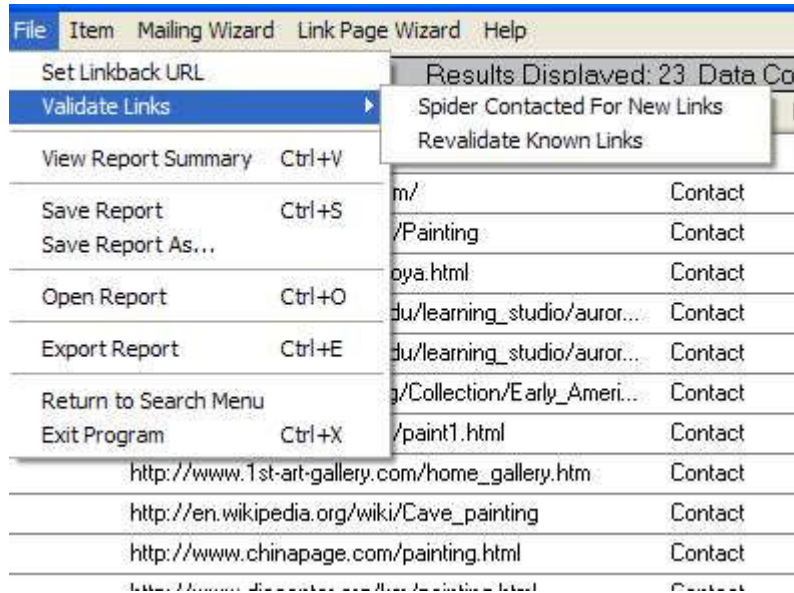 File Item Mailing Wizard Link Page Wizard Help
Set Linkback URL
Results Displayed: 23 Data Co
Validate Links
Spider Contacted For New Links
Revalidate Known Links
View Report Summary Ctrl+V
m/ Contact
Save Report Ctrl+S
/Painting Contact
Save Report As...
oya.html Contact
Open Report Ctrl+O
du/learning_studio/auror... Contact
Export Report Ctrl+E
du/learning_studio/auror... Contact
g/Collection/Early_Ameri... Contact
Return to Search Menu
Exit Program Ctrl+X
/paint1.html Contact
http://www.1st-art-gallery.com/home_gallery.htm Contact
http://en.wikipedia.org/wiki/Cave_painting Contact
http://www.chinapage.com/painting.html Contact